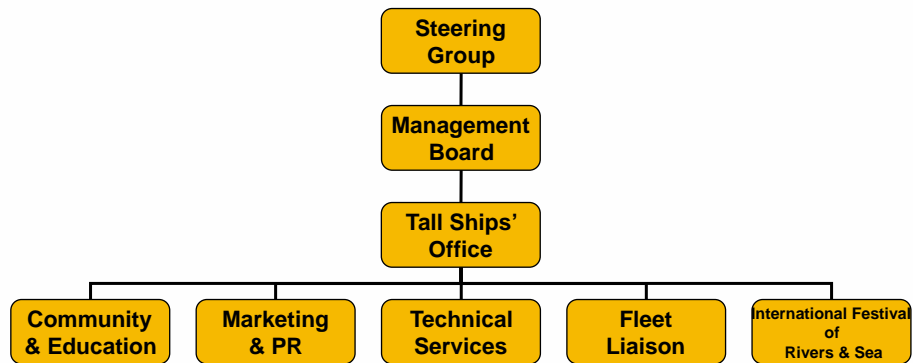 Steering
Group
Management
Board
Tall Ships’
Office
Community
& Education
Marketing
& PR
Technical
Services
Fleet
Liaison
International Festival
of
Rivers & Sea